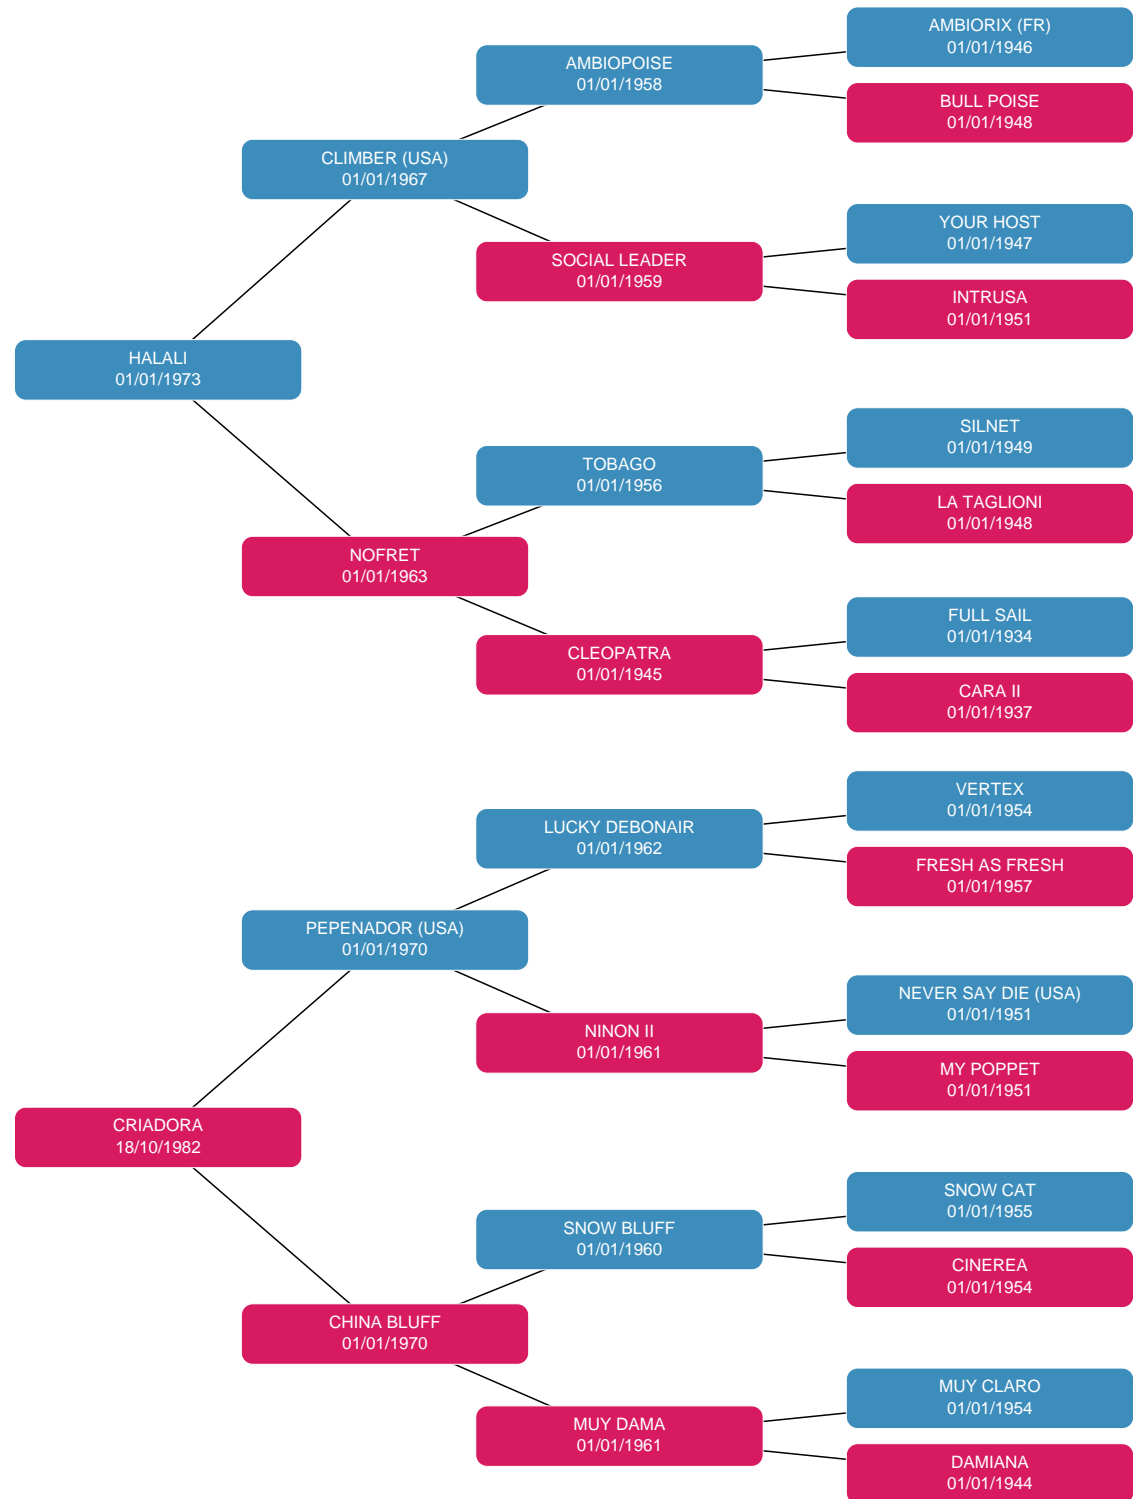 AMBIORIX (FR)
01/01/1946
AMBIOPOISE
01/01/1958
BULL POISE
01/01/1948
CLIMBER (USA)
01/01/1967
YOUR HOST
01/01/1947
SOCIAL LEADER
01/01/1959
INTRUSA
01/01/1951
HALALI
01/01/1973
SILNET
01/01/1949
TOBAGO
01/01/1956
LA TAGLIONI
01/01/1948
NOFRET
01/01/1963
FULL SAIL
01/01/1934
CLEOPATRA
01/01/1945
CARA II
01/01/1937
VERTEX
01/01/1954
LUCKY DEBONAIR
01/01/1962
FRESH AS FRESH
01/01/1957
PEPENADOR (USA)
01/01/1970
NEVER SAY DIE (USA)
01/01/1951
NINON II
01/01/1961
MY POPPET
01/01/1951
CRIADORA
18/10/1982
SNOW CAT
01/01/1955
SNOW BLUFF
01/01/1960
CINEREA
01/01/1954
CHINA BLUFF
01/01/1970
MUY CLARO
01/01/1954
MUY DAMA
01/01/1961
DAMIANA
01/01/1944